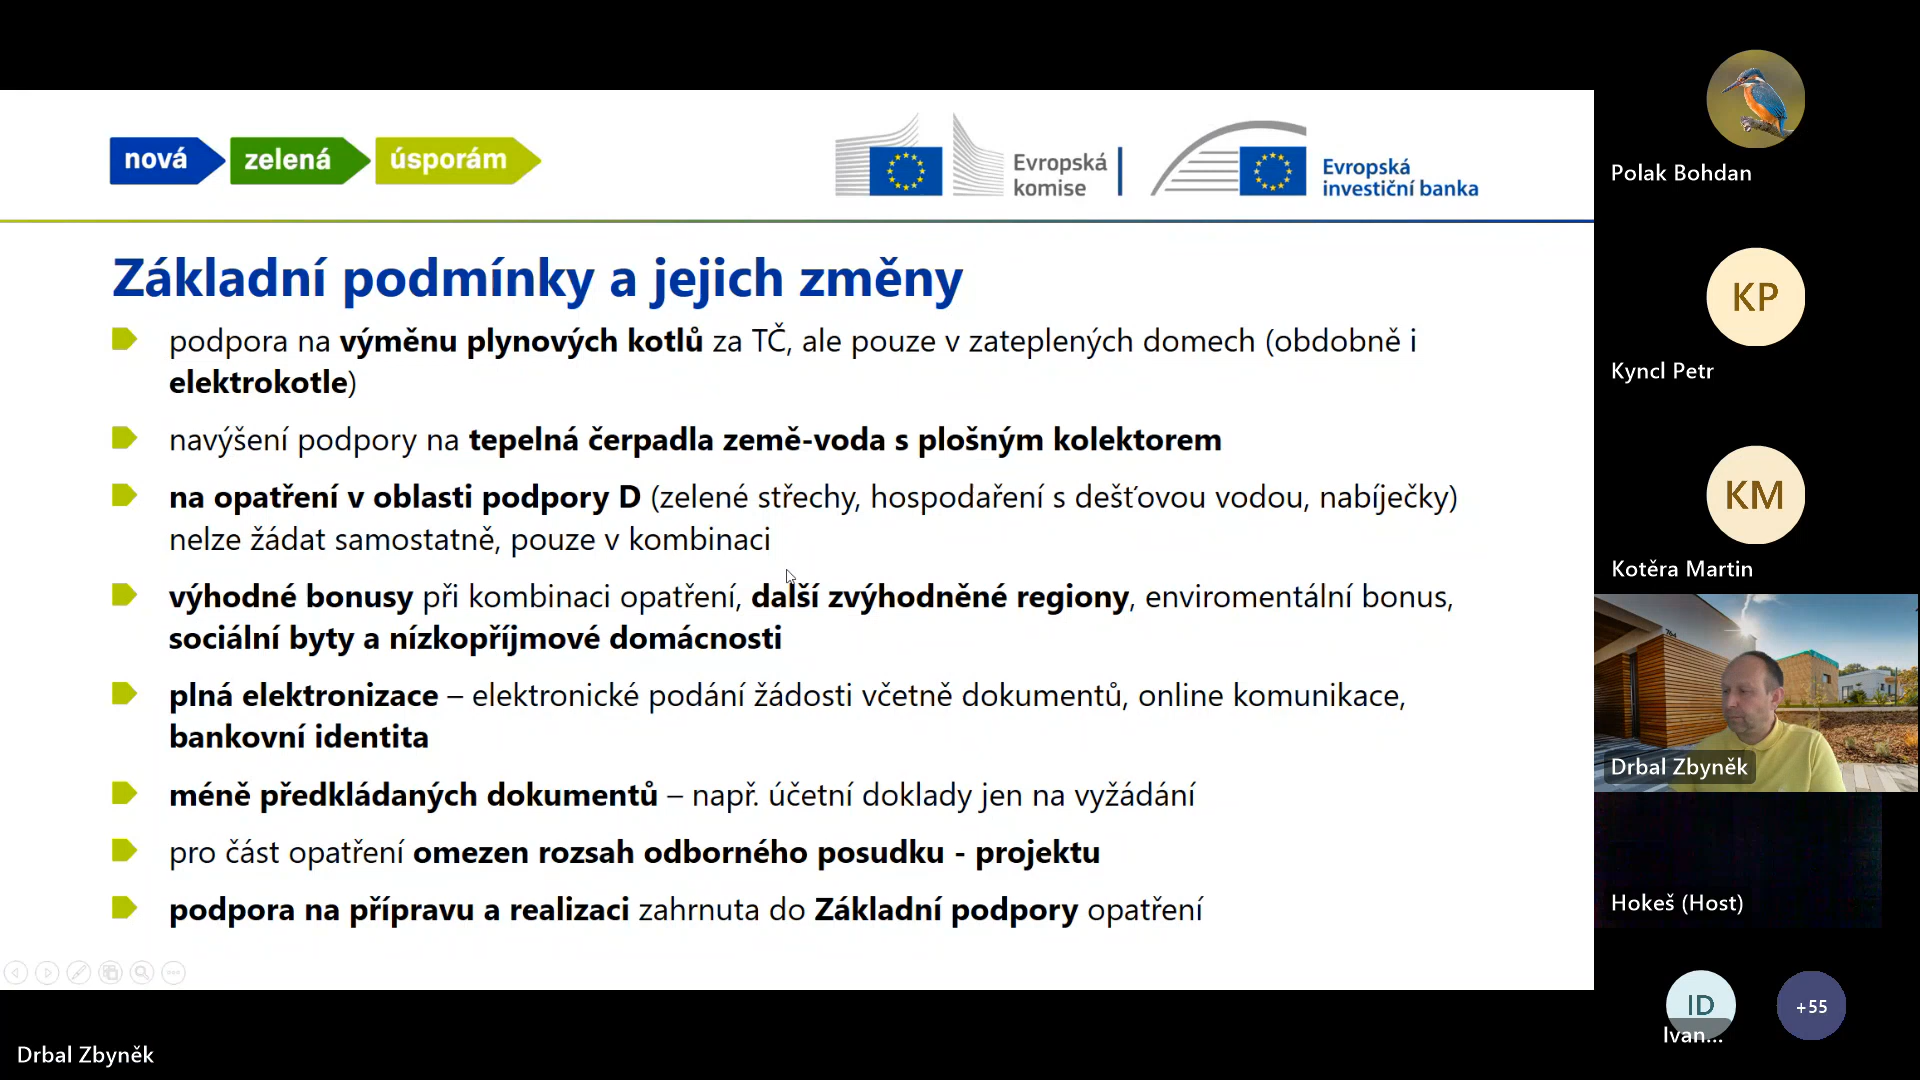 nová zelená úsporám
Evropská
komise
Evropská
investiční banka
Základní podmínky a jejich změny
podpora na výměnu plynových kotlů za TČ, ale pouze v zateplených domech (obdobně i
elektrokotle)
navýšení podpory na tepelná čerpadla země-voda s plošným kolektorem
na opatření v oblasti podpory D (zelené střechy, hospodaření s dešťovou vodou, nabíječky)
nelze žádat samostatně, pouze v kombinaci
výhodné bonusy při kombinaci opatření, další zvýhodněné regiony, enviromentální bonus,
sociální byty a nízkopříjmové domácnosti
plná elektronizace – elektronické podání žádosti včetně dokumentů, online komunikace,
bankovní identita
méně předkládaných dokumentů – např. účetní doklady jen na vyžádání
pro část opatření omezen rozsah odborného posudku - projektu
podpora na přípravu a realizaci zahrnuta do Základní podpory opatření
Drbal Zbyněk
Polak Bohdan
KP
Kyncl Petr
KM
Kotěra Martin
Drbal Zbyněk
Hokeš (Host)
ID
Ivan...
+55